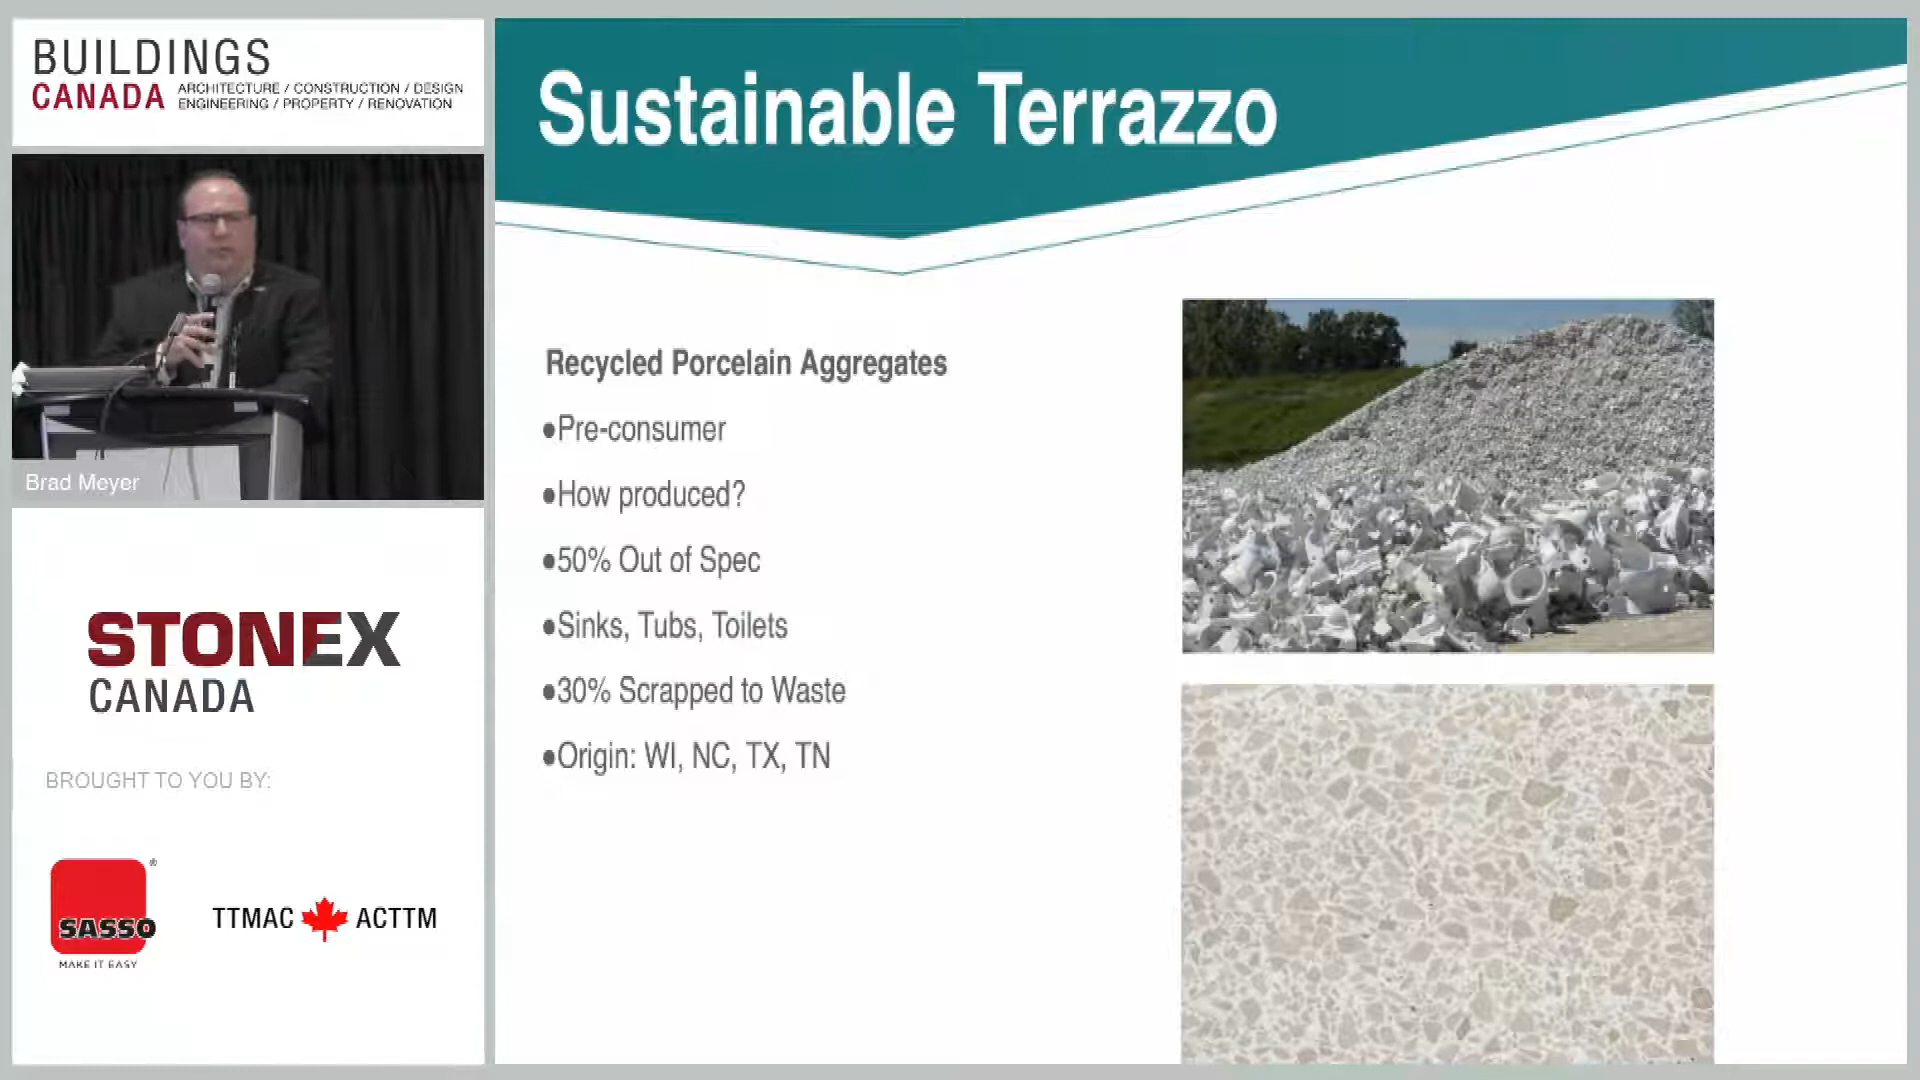 BUILDINGS
CANADA
ARCHITECTURE / CONSTRUCTION / DESIGN
ENGINEERING / PROPERTY / RENOVATION
Brad Meyer
STONEX
CANADA
BROUGHT TO YOU BY:
SASSO
®
MAKE IT EASY
TTMAC ACTTM
Sustainable Terrazzo
Recycled Porcelain Aggregates
•Pre-consumer
•How produced?
•50% Out of Spec
•Sinks, Tubs, Toilets
•30% Scrapped to Waste
•Origin: WI, NC, TX, TN